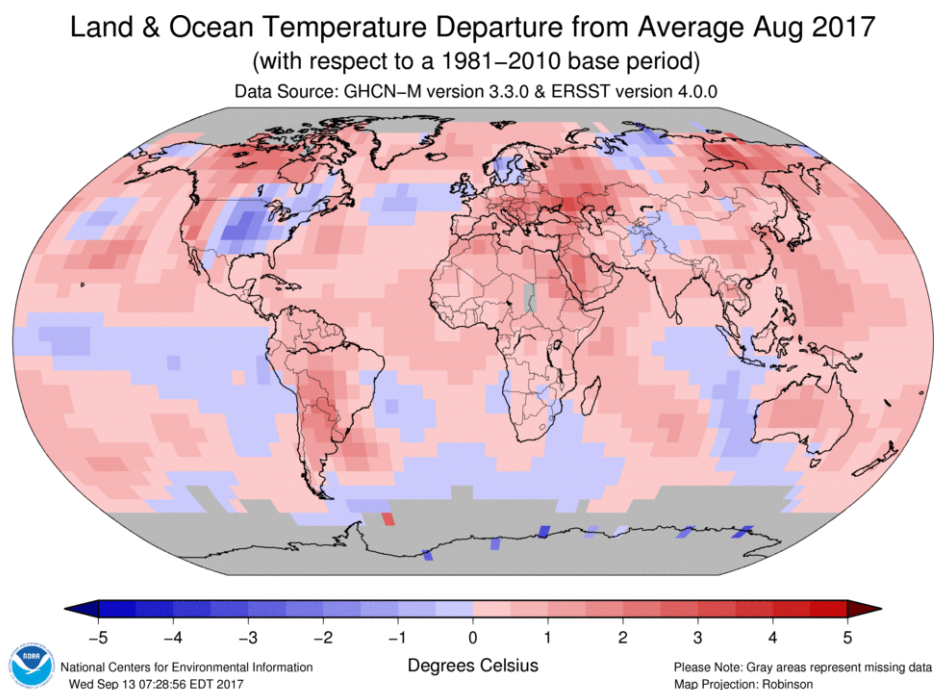 Land & Ocean Temperature Departure from Average Aug 2017
(with respect to a 1981–2010 base period)
Data Source: GHCN–M version 3.3.0 & ERSST version 4.0.0
−5 −4 −3 −2 −1 0 1 2 3 4 5
Degrees Celsius
NOAA
National Centers for Environmental Information
Wed Sep 13 07:28:56 EDT 2017
Please Note: Gray areas represent missing data
Map Projection: Robinson